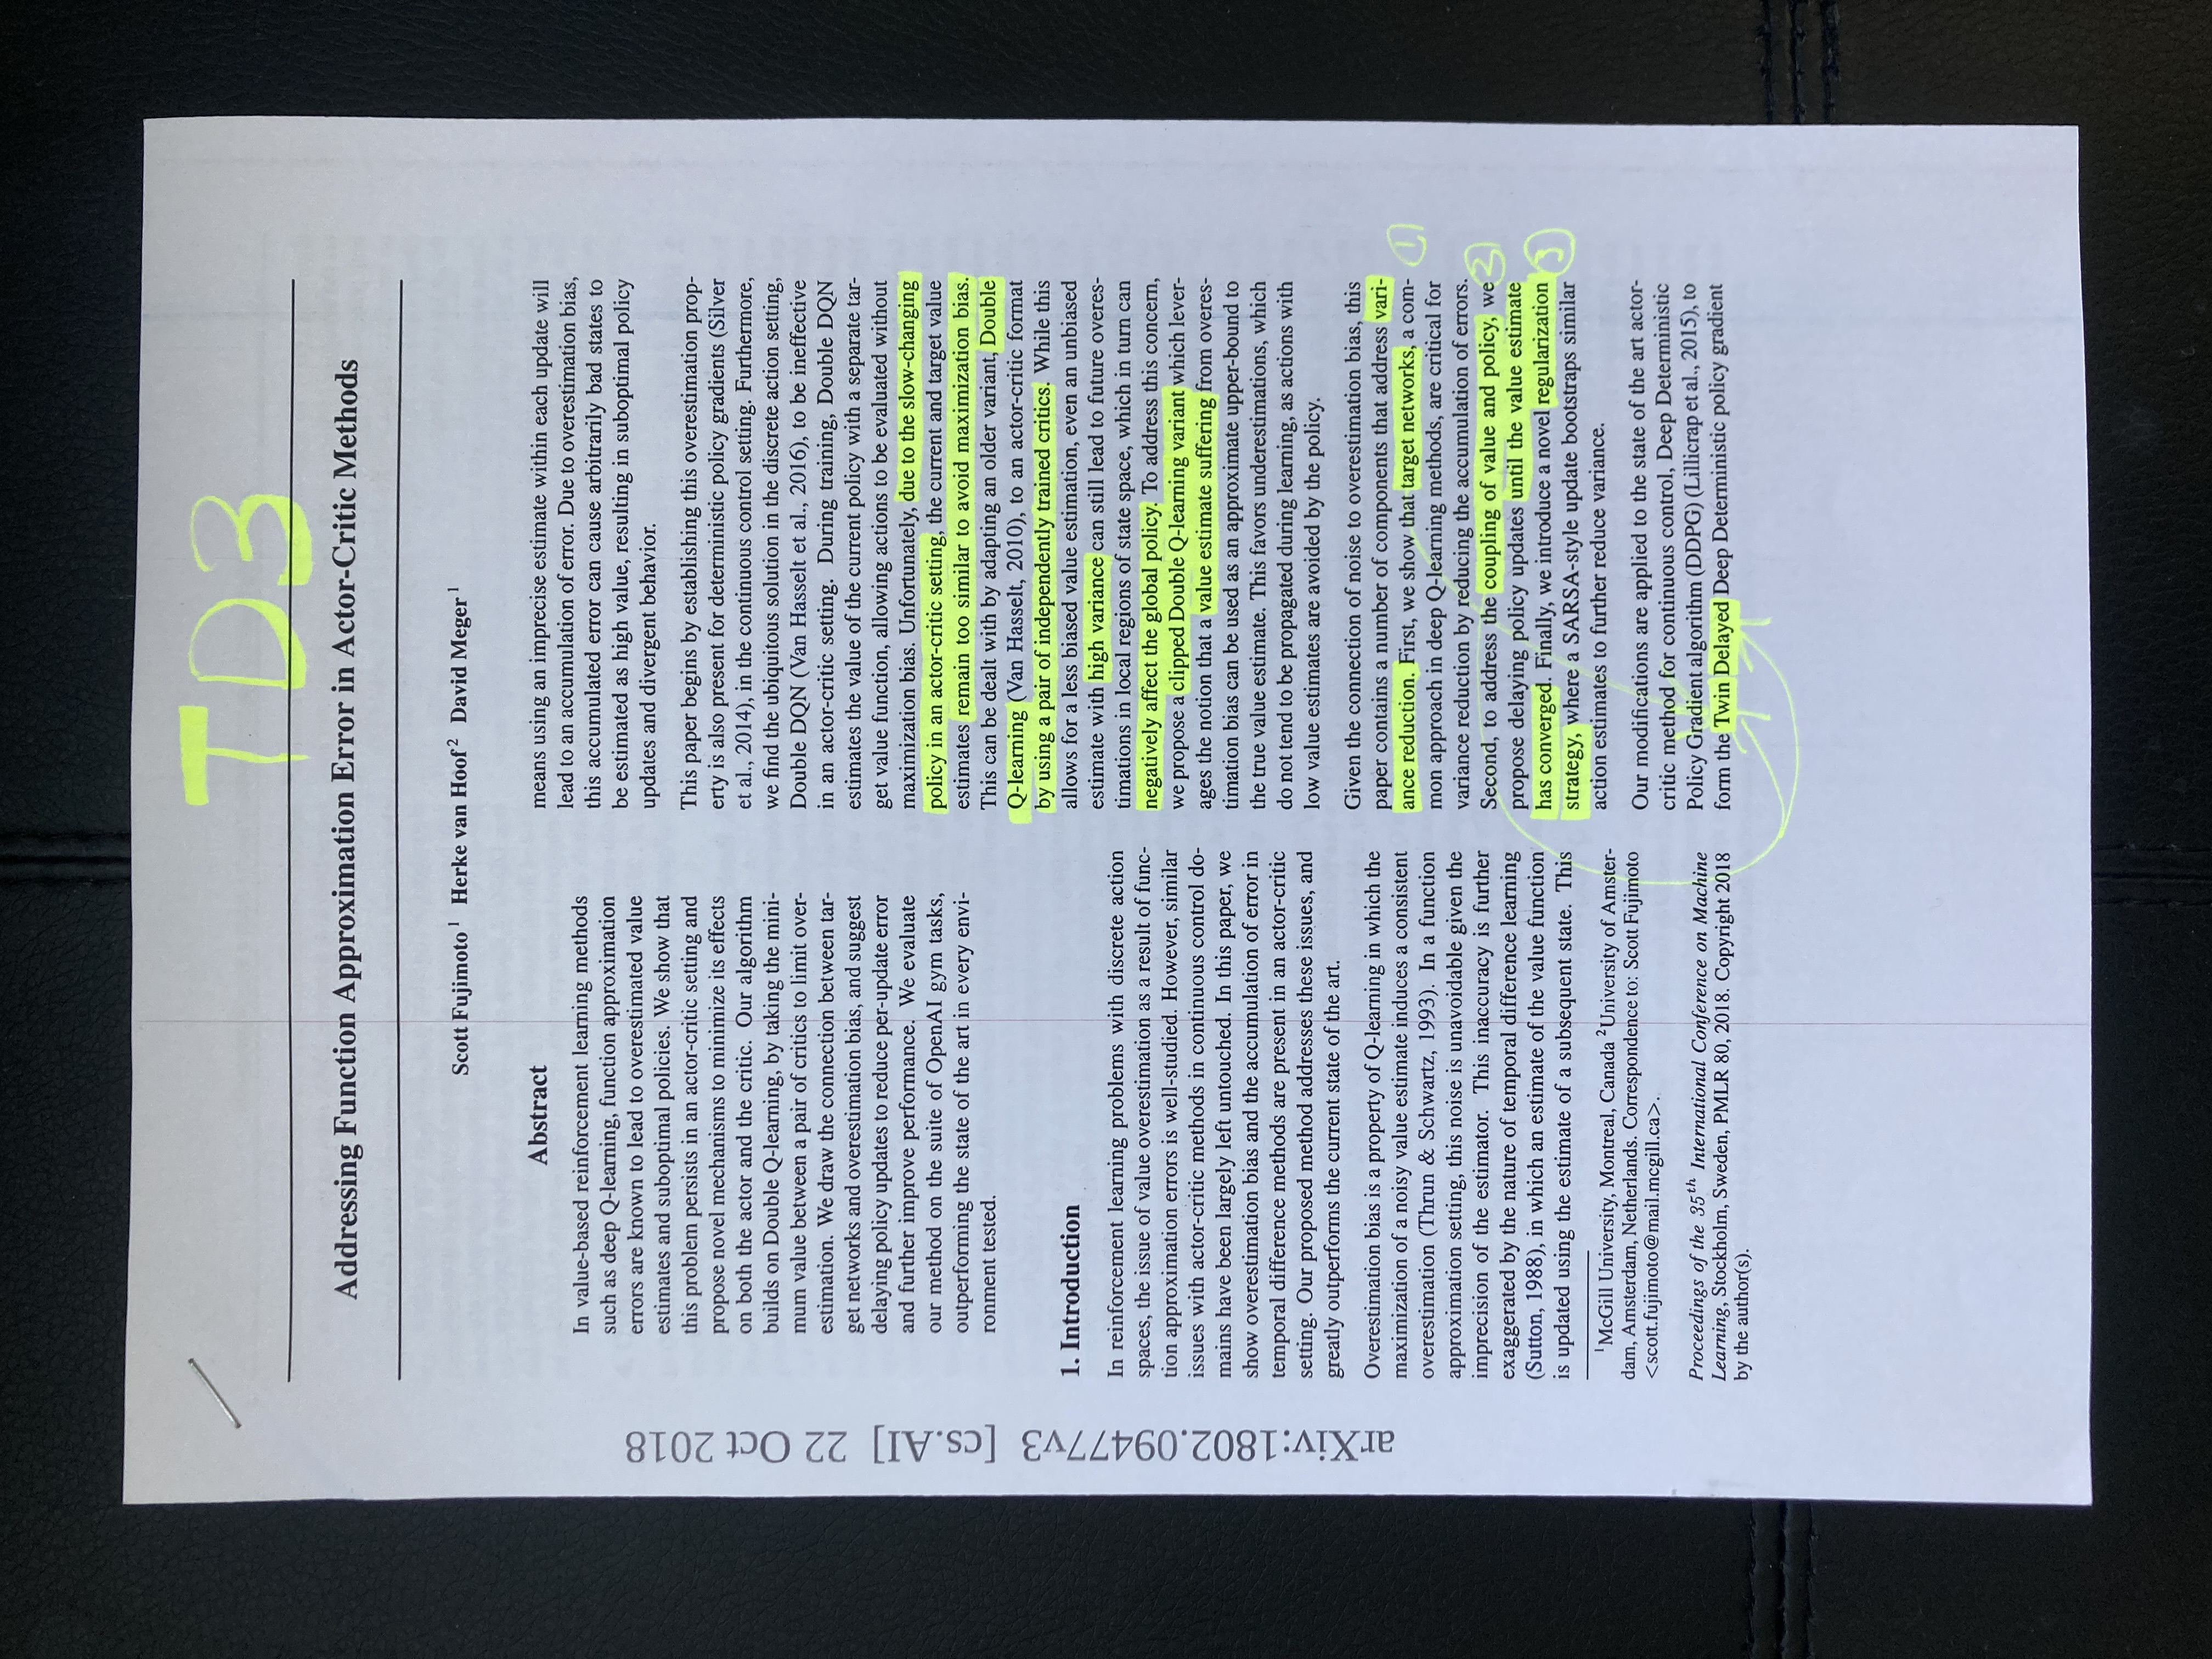 TD3
Addressing Function Approximation Error in Actor-Critic Methods
Scott Fujimoto 1 Herke van Hoof 2 David Meger 1
Abstract
In value-based reinforcement learning methods
such as deep Q-learning, function approximation
errors are known to lead to overestimated value
estimates and suboptimal policies. We show that
this problem persists in an actor-critic setting and
propose novel mechanisms to minimize its effects
on both the actor and the critic. Our algorithm
builds on Double Q-learning, by taking the mini-
mum value between a pair of critics to limit over-
estimation. We draw the connection between tar-
get networks and overestimation bias, and suggest
delaying policy updates to reduce per-update error
and further improve performance. We evaluate
our method on the suite of OpenAI gym tasks,
outperforming the state of the art in every envi-
ronment tested.
1. Introduction
In reinforcement learning problems with discrete action
spaces, the issue of value overestimation as a result of func-
tion approximation errors is well-studied. However, similar
issues with actor-critic methods in continuous control do-
mains have been largely left untouched. In this paper, we
show overestimation bias and the accumulation of error in
temporal difference methods are present in an actor-critic
setting. Our proposed method addresses these issues, and
greatly outperforms the current state of the art.
Overestimation bias is a property of Q-learning in which the
maximization of a noisy value estimate induces a consistent
overestimation (Thrun & Schwartz, 1993). In a function
approximation setting, this noise is unavoidable given the
imprecision of the estimator. This inaccuracy is further
exaggerated by the nature of temporal difference learning
(Sutton, 1988), in which an estimate of the value function
is updated using the estimate of a subsequent state. This
1McGill University, Montreal, Canada 2University of Amster-
dam, Amsterdam, Netherlands. Correspondence to: Scott Fujimoto
<scott.fujimoto@mail.mcgill.ca>.
Proceedings of the 35th International Conference on Machine
Learning, Stockholm, Sweden, PMLR 80, 2018. Copyright 2018
by the author(s).
means using an imprecise estimate within each update will
lead to an accumulation of error. Due to overestimation bias,
this accumulated error can cause arbitrarily bad states to
be estimated as high value, resulting in suboptimal policy
updates and divergent behavior.
This paper begins by establishing this overestimation prop-
erty is also present for deterministic policy gradients (Silver
et al., 2014), in the continuous control setting. Furthermore,
we find the ubiquitous solution in the discrete action setting,
Double DQN (Van Hasselt et al., 2016), to be ineffective
in an actor-critic setting. During training, Double DQN
estimates the value of the current policy with a separate tar-
get value function, allowing actions to be evaluated without
maximization bias. Unfortunately, due to the slow-changing
policy in an actor-critic setting, the current and target value
estimates remain too similar to avoid maximization bias.
This can be dealt with by adapting an older variant, Double
Q-learning (Van Hasselt, 2010), to an actor-critic format
by using a pair of independently trained critics. While this
allows for a less biased value estimation, even an unbiased
estimate with high variance can still lead to future overes-
timations in local regions of state space, which in turn can
negatively affect the global policy. To address this concern,
we propose a clipped Double Q-learning variant which lever-
ages the notion that a value estimate suffering from overes-
timation bias can be used as an approximate upper-bound to
the true value estimate. This favors underestimations, which
do not tend to be propagated during learning, as actions with
low value estimates are avoided by the policy.
Given the connection of noise to overestimation bias, this
paper contains a number of components that address vari-
ance reduction. First, we show that target networks, a com- 1
mon approach in deep Q-learning methods, are critical for
variance reduction by reducing the accumulation of errors.
Second, to address the coupling of value and policy, we 2
propose delaying policy updates until the value estimate
has converged. Finally, we introduce a novel regularization 3
strategy, where a SARSA-style update bootstraps similar
action estimates to further reduce variance.
Our modifications are applied to the state of the art actor-
critic method for continuous control, Deep Deterministic
Policy Gradient algorithm (DDPG) (Lillicrap et al., 2015), to
form the Twin Delayed Deep Deterministic policy gradient
arXiv:1802.09477v3 [cs.AI] 22 Oct 2018